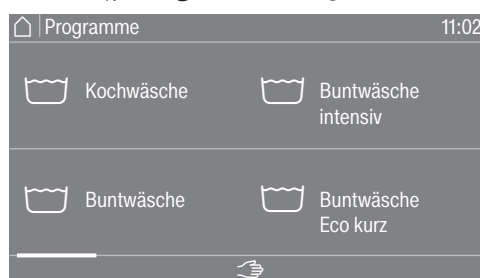 Programme
11:02
Kochwäsche
Buntwäsche
intensiv
Buntwäsche
Buntwäsche
Eco kurz